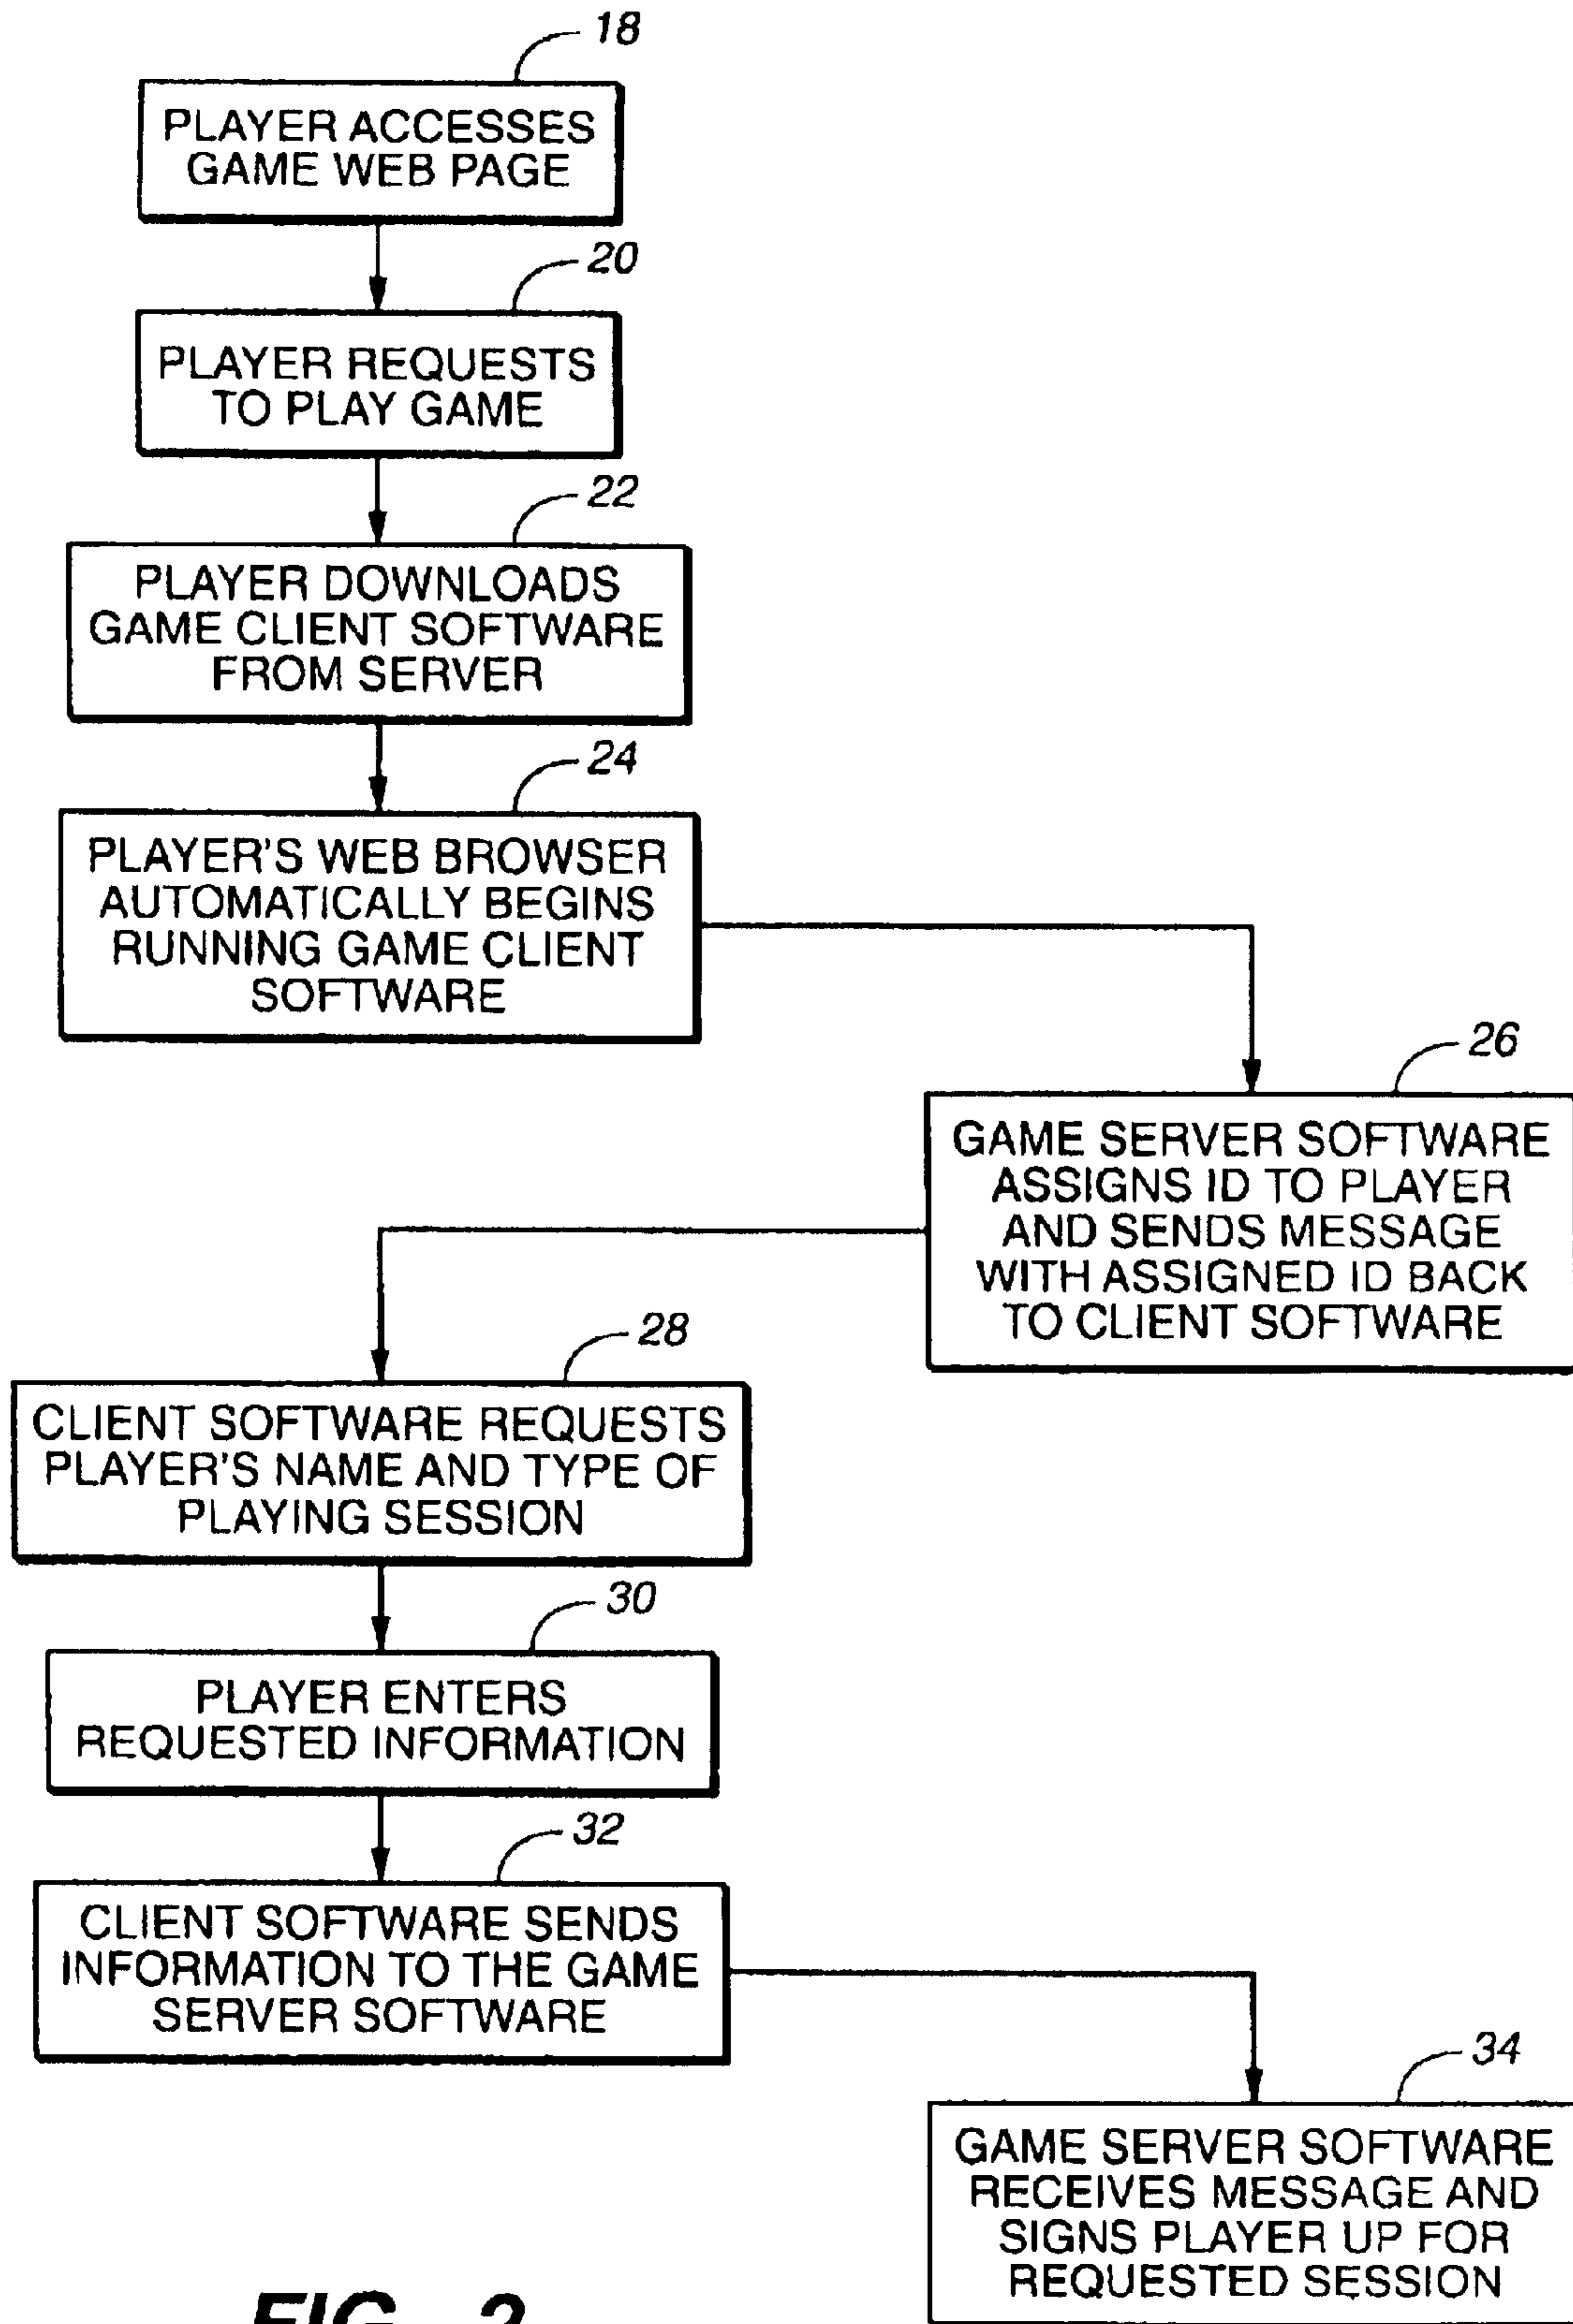 18
PLAYER ACCESSES
GAME WEB PAGE
20
PLAYER REQUESTS
TO PLAY GAME
22
PLAYER DOWNLOADS
GAME CLIENT SOFTWARE
FROM SERVER
24
PLAYER'S WEB BROWSER
AUTOMATICALLY BEGINS
RUNNING GAME CLIENT
SOFTWARE
26
GAME SERVER SOFTWARE
ASSIGNS ID TO PLAYER
AND SENDS MESSAGE
WITH ASSIGNED ID BACK
TO CLIENT SOFTWARE
28
CLIENT SOFTWARE REQUESTS
PLAYER'S NAME AND TYPE OF
PLAYING SESSION
30
PLAYER ENTERS
REQUESTED INFORMATION
32
CLIENT SOFTWARE SENDS
INFORMATION TO THE GAME
SERVER SOFTWARE
34
GAME SERVER SOFTWARE
RECEIVES MESSAGE AND
SIGNS PLAYER UP FOR
REQUESTED SESSION